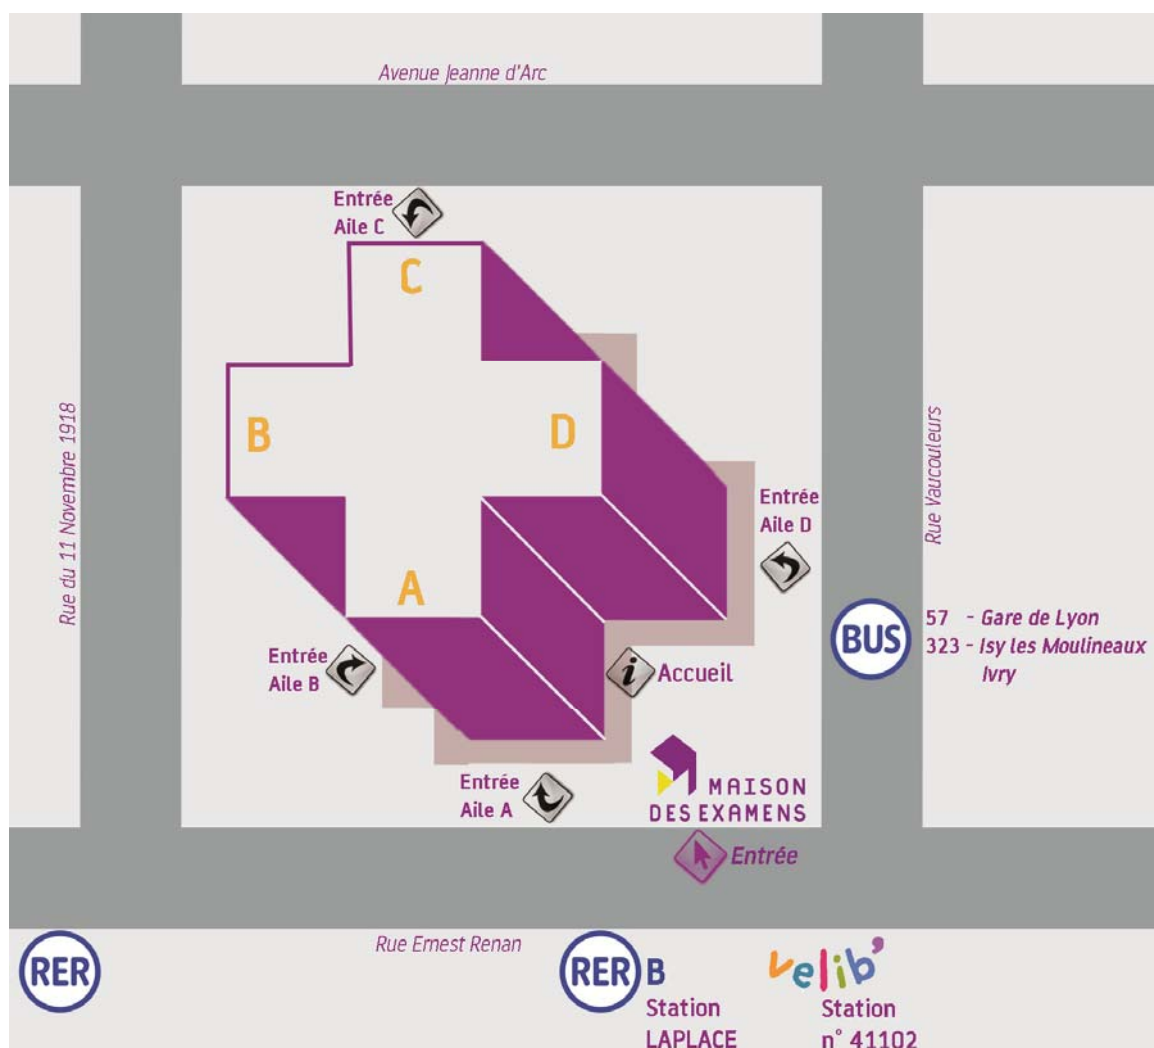 Avenue Jeanne d'Arc
Entrée
Aile C
C
Rue du 11 Novembre 1918
B
D
Rue Vaucouleurs
Entrée
Aile D
A
BUS
57 - Gare de Lyon
323 - Isy les Moulineaux
Ivry
Entrée
Aile B
i Accueil
Entrée
Aile A
MAISON
DES EXAMENS
Entrée
Rue Ernest Renan
RER
RER B
Station
LAPLACE
velib'
Station
n° 41102